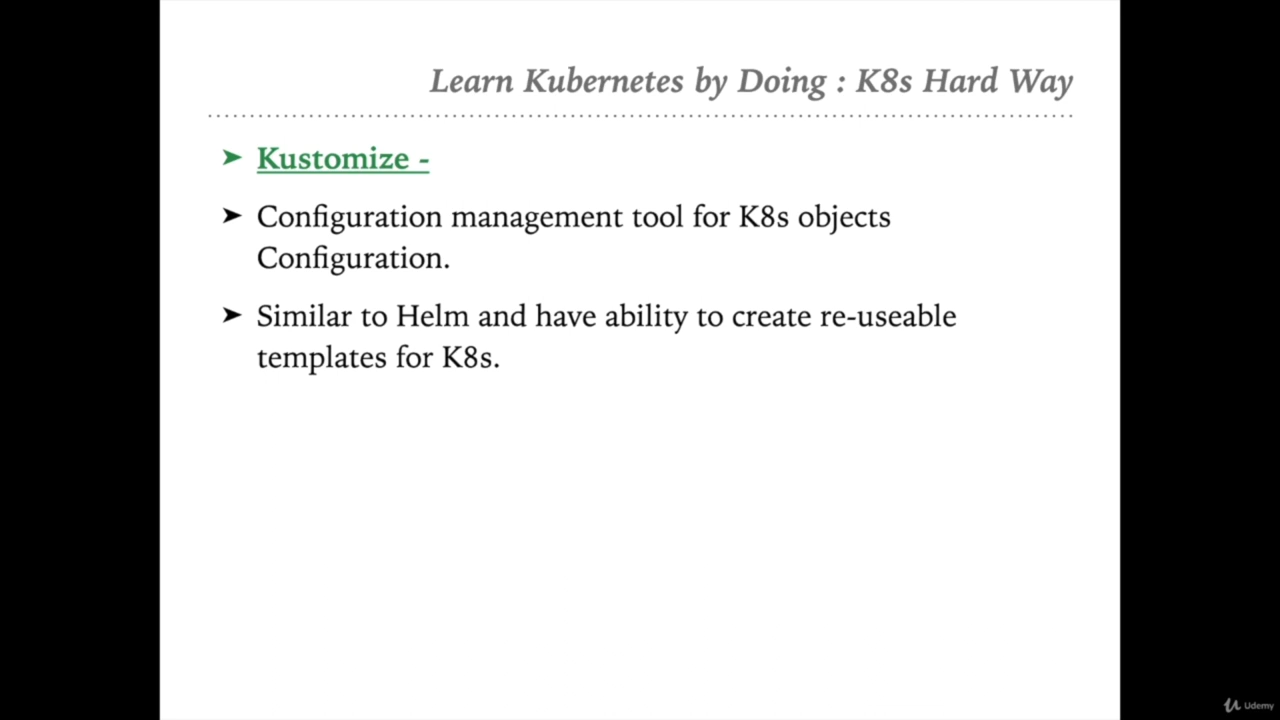 Learn Kubernetes by Doing : K8s Hard Way
➤ Kustomize -
➤ Configuration management tool for K8s objects
Configuration.
➤ Similar to Helm and have ability to create re-useable
templates for K8s.
Udemy